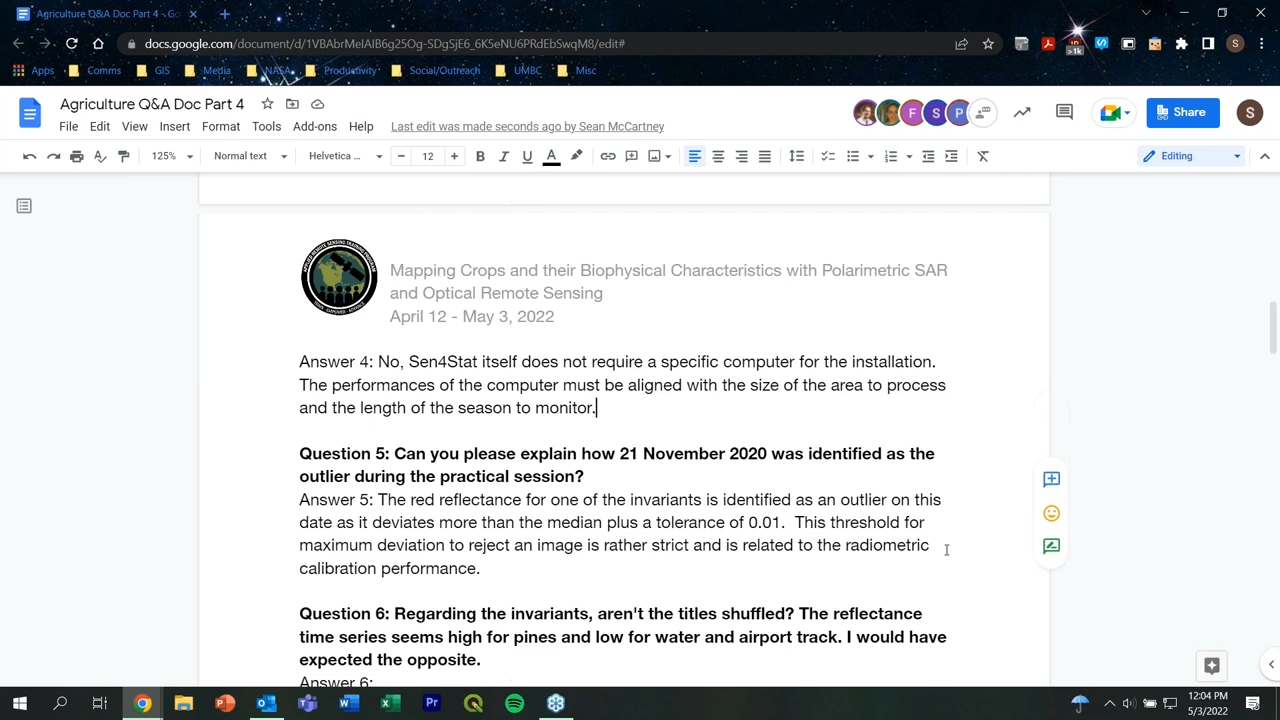 Agriculture Q&A Doc Part 4 - Go
docs.google.com/document/d/1VBAbrMeIAIB6g25Og-SDgSjE6_6K5eNU6PRdEbSwqM8/edit#
>1k
S
Apps Comms GIS Media NASA Productivity Social/Outreach UMBC Misc
Agriculture Q&A Doc Part 4
F S P
Share
S
File Edit View Insert Format Tools Add-ons Help Last edit was made seconds ago by Sean McCartney
125% Normal text Helvetica ... 12 B I U A Editing
Mapping Crops and their Biophysical Characteristics with Polarimetric SAR
and Optical Remote Sensing
April 12 - May 3, 2022
Answer 4: No, Sen4Stat itself does not require a specific computer for the installation.
The performances of the computer must be aligned with the size of the area to process
and the length of the season to monitor.
Question 5: Can you please explain how 21 November 2020 was identified as the
outlier during the practical session?
Answer 5: The red reflectance for one of the invariants is identified as an outlier on this
date as it deviates more than the median plus a tolerance of 0.01.  This threshold for
maximum deviation to reject an image is rather strict and is related to the radiometric
calibration performance.
Question 6: Regarding the invariants, aren't the titles shuffled? The reflectance
time series seems high for pines and low for water and airport track. I would have
expected the opposite.
Answer 6:
12:04 PM
5/3/2022